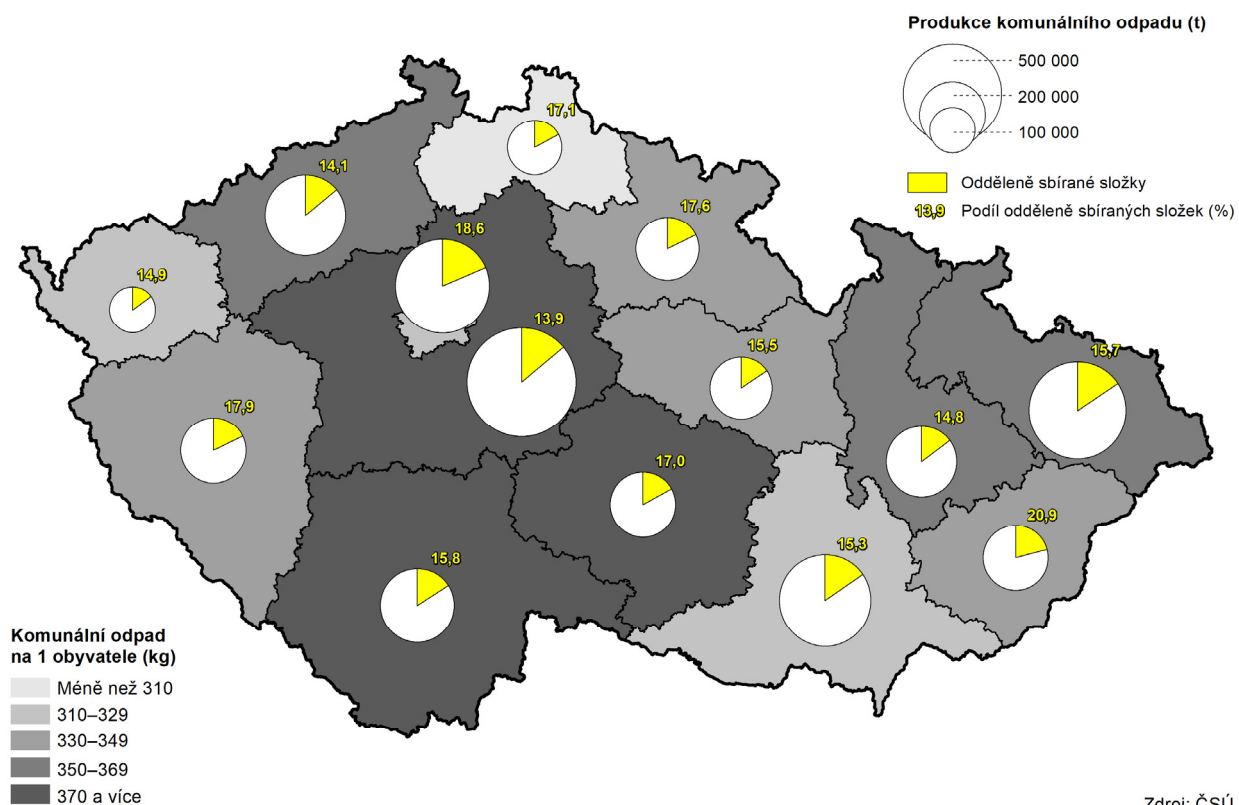 Produkce komunálního odpadu (t)
500 000
200 000
100 000
Odděleně sbírané složky
13,9 Podíl odděleně sbíraných složek (%)
17,1
14,1
17,6
18,6
14,9
13,9
15,5
15,7
17,9
14,8
17,0
20,9
15,3
15,8
Komunální odpad
na 1 obyvatele (kg)
Méně než 310
310–329
330–349
350–369
370 a více
Zdroj: ČSÚ